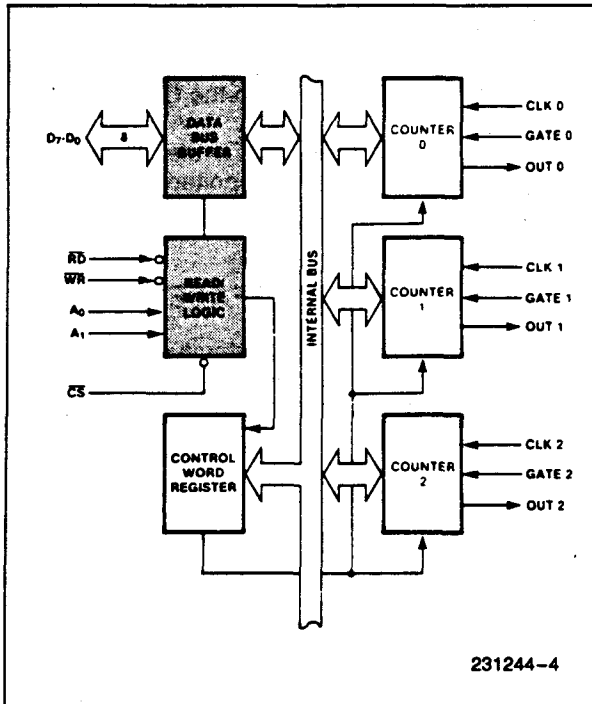 D7-D0
8
DATA
BUS
BUFFER
RD
WR
A0
A1
CS
READ/
WRITE
LOGIC
CONTROL
WORD
REGISTER
INTERNAL BUS
COUNTER
0
CLK 0
GATE 0
OUT 0
COUNTER
1
CLK 1
GATE 1
OUT 1
COUNTER
2
CLK 2
GATE 2
OUT 2
231244-4